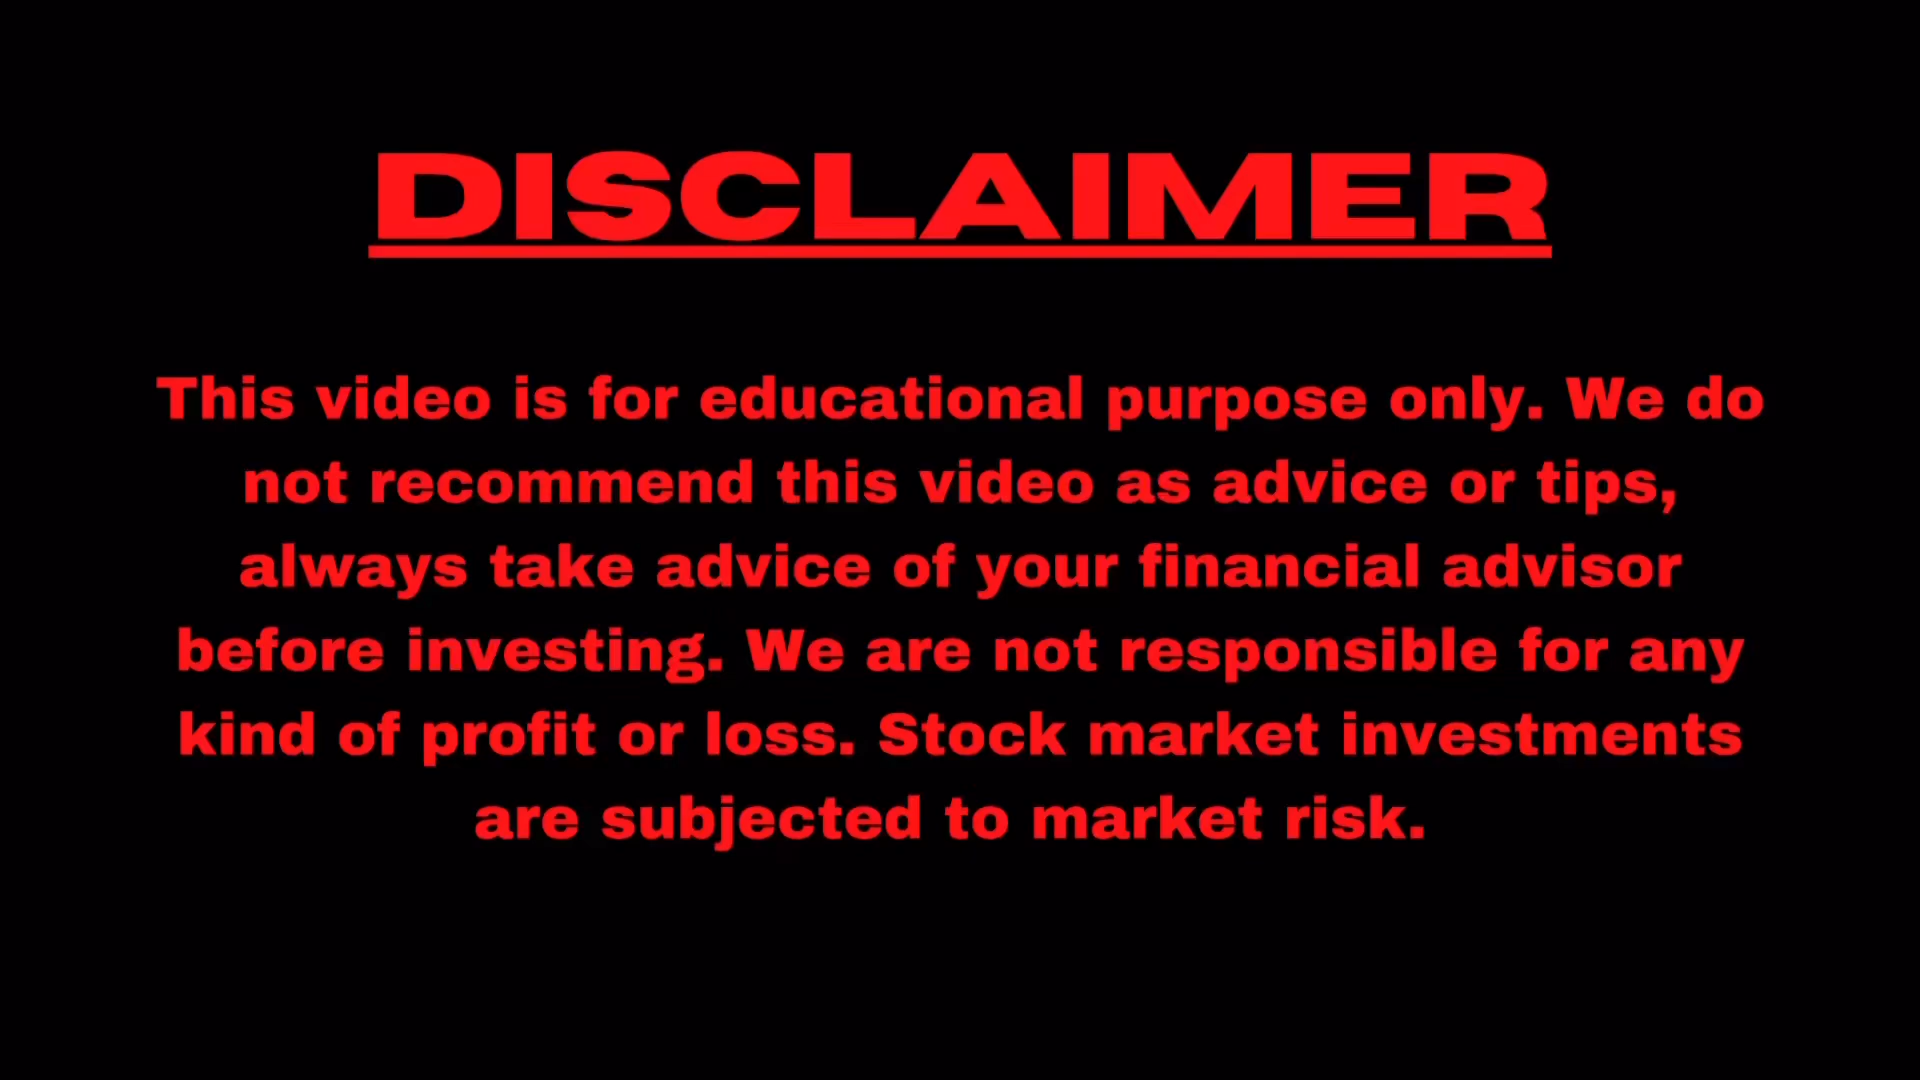 DISCLAIMER
This video is for educational purpose only. We do
not recommend this video as advice or tips,
always take advice of your financial advisor
before investing. We are not responsible for any
kind of profit or loss. Stock market investments
are subjected to market risk.